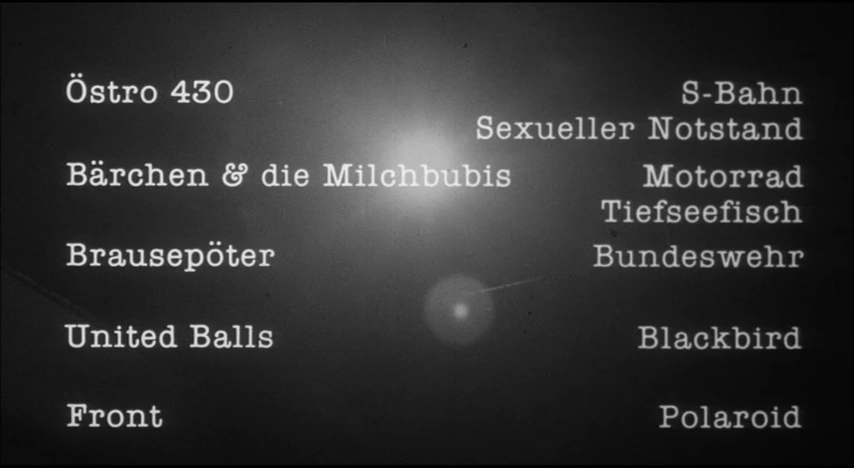 Östro 430 S-Bahn
Sexueller Notstand
Bärchen & die Milchbubis Motorrad
Tiefseefisch
Brausepöter Bundeswehr
United Balls Blackbird
Front Polaroid